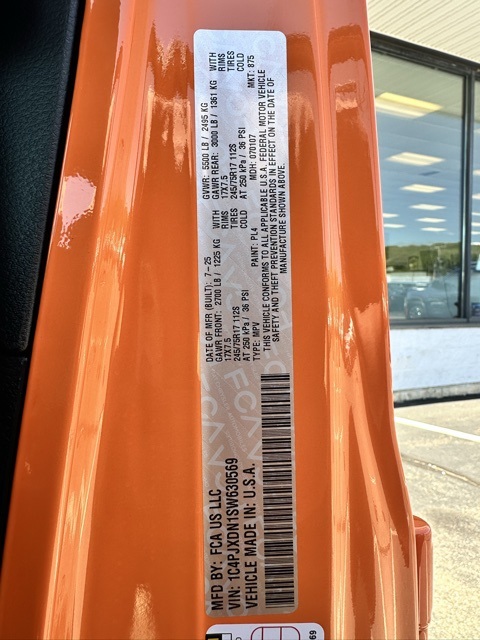 MFD BY: FCA US LLC
VIN: 1C4PJXDN1SW630569
VEHICLE MADE IN: U.S.A.
DATE OF MFR (BUILT): 7-25 GVWR: 5500 LB / 2495 KG
GAWR FRONT: 2700 LB / 1225 KG WITH GAWR REAR: 3000 LB / 1361 KG WITH
17X7.5 RIMS 17X7.5 RIMS
245/75R17 112S TIRES 245/75R17 112S TIRES
AT 250 kPa / 36 PSI COLD AT 250 kPa / 36 PSI COLD
TYPE: MPV PAINT: PL4 MDH: 070107 MKT: 875
THIS VEHICLE CONFORMS TO ALL APPLICABLE U.S.A. FEDERAL MOTOR VEHICLE
SAFETY AND THEFT PREVENTION STANDARDS IN EFFECT ON THE DATE OF
MANUFACTURE SHOWN ABOVE.
69